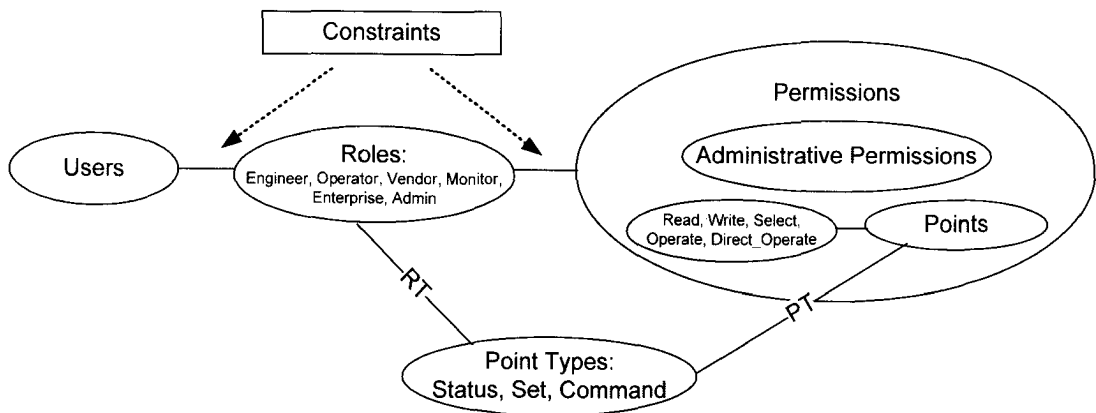 Constraints
Permissions
Administrative Permissions
Users
Roles:
Engineer, Operator, Vendor, Monitor,
Enterprise, Admin
Read, Write, Select,
Operate, Direct_Operate
Points
RT
PT
Point Types:
Status, Set, Command